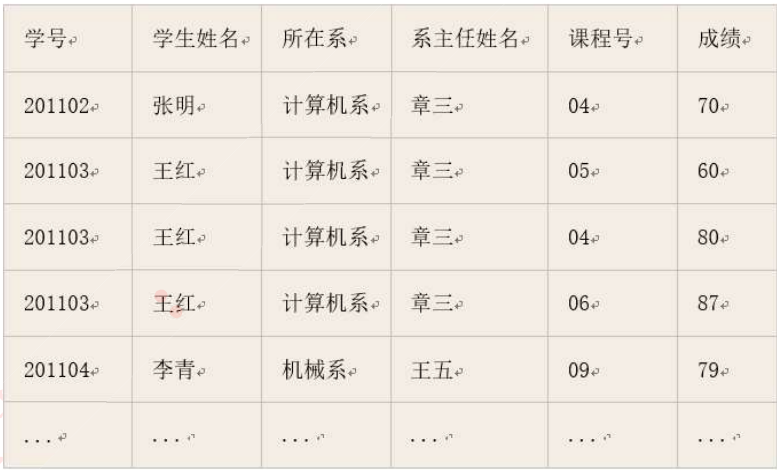 学号 学生姓名 所在系 系主任姓名 课程号 成绩
201102 张明 计算机系 章三 04 70
201103 王红 计算机系 章三 05 60
201103 王红 计算机系 章三 04 80
201103 王红 计算机系 章三 06 87
201104 李青 机械系 王五 09 79
... ... ... ... ... ...